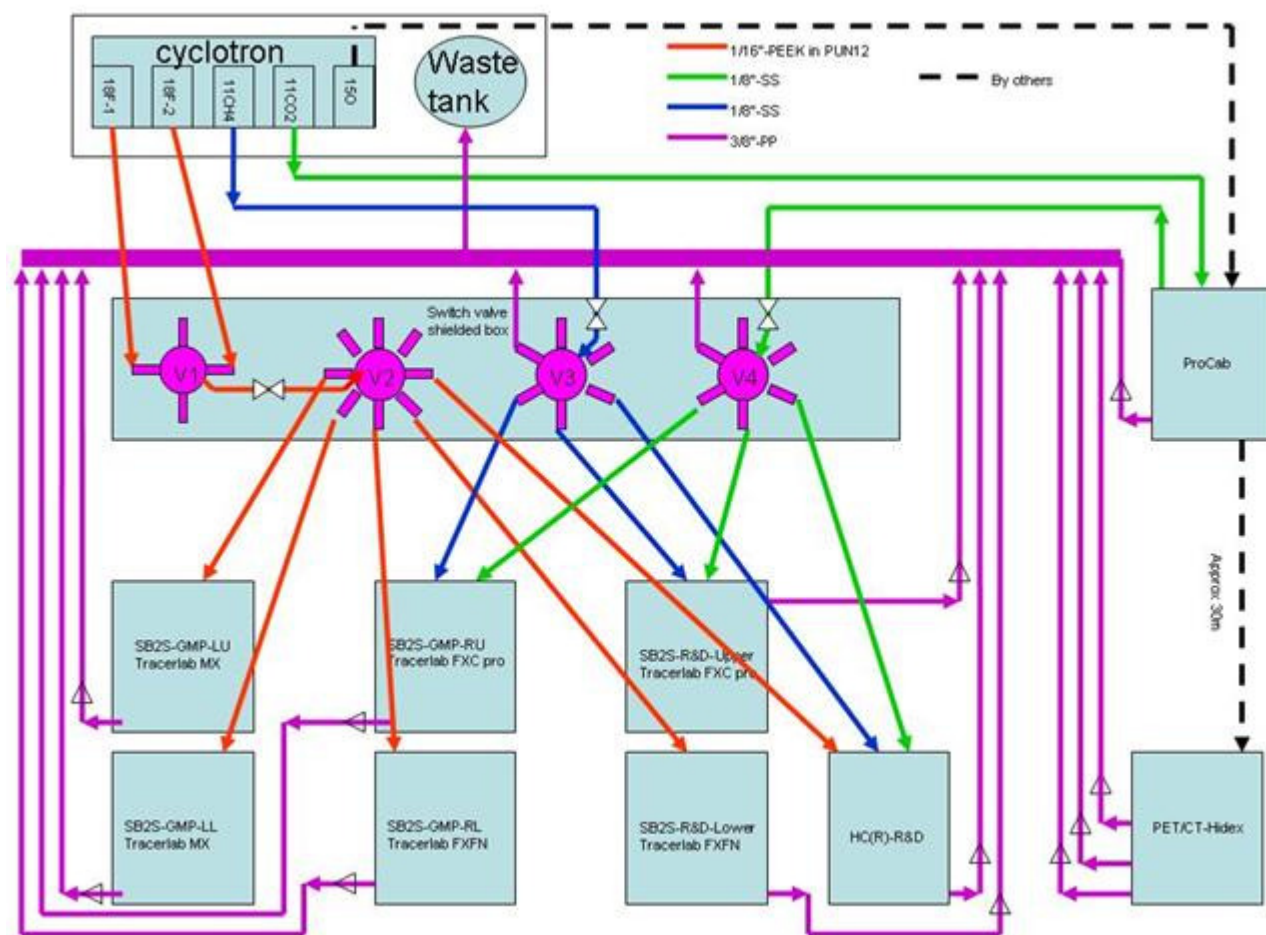 cyclotron
18F-1
18F-2
11CH4
11CO2
15O
Waste
tank
1/16"-PEEK in PUN12
1/8"-SS
1/8"-SS
3/8"-PP
By others
Switch valve
shielded box
V1
V2
V3
V4
ProCab
Approx 30m
SB2S-GMP-LU
Tracerlab MX
SB2S-GMP-RU
Tracerlab FXC pro
SB2S-R&D-Upper
Tracerlab FXC pro
SB2S-GMP-LL
Tracerlab MX
SB2S-GMP-RL
Tracerlab FXFN
SB2S-R&D-Lower
Tracerlab FXFN
HC(R)-R&D
PET/CT-Hidex